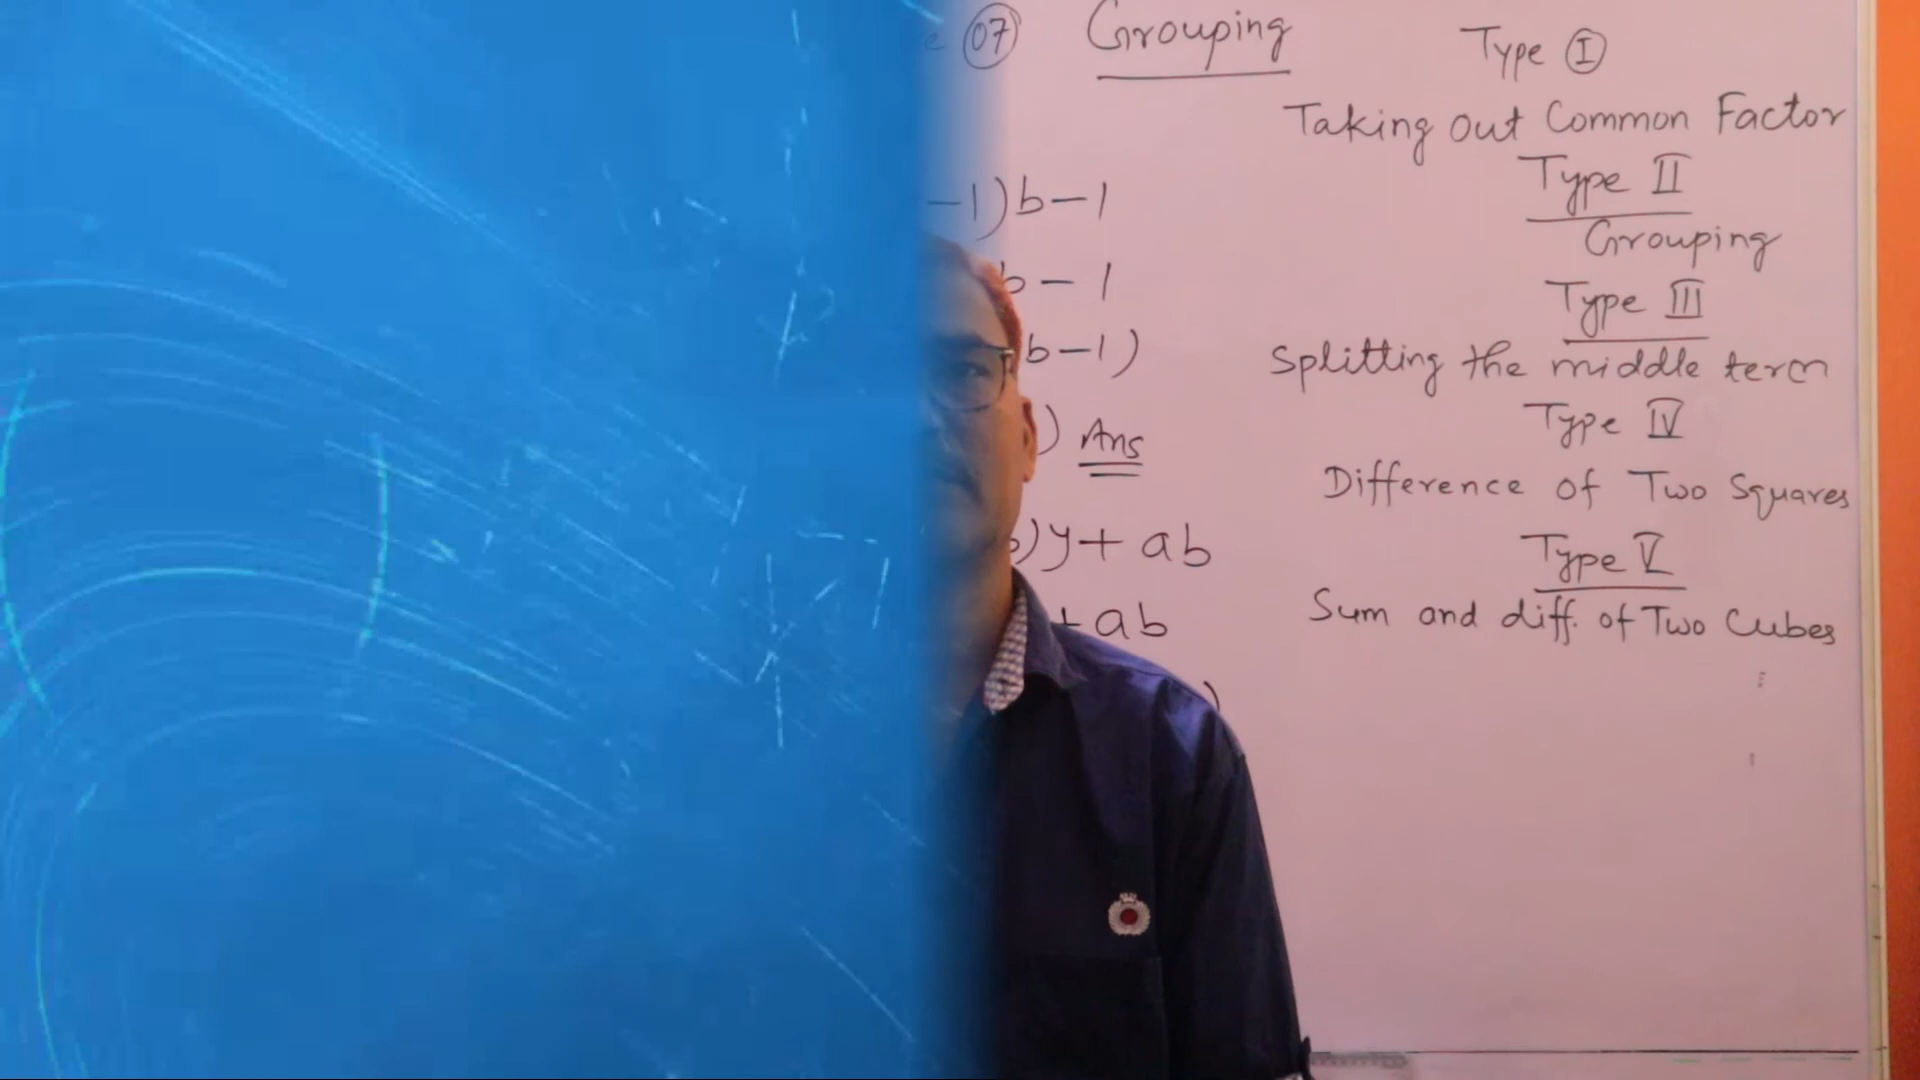 07 Grouping
-1)b-1
b-1
b-1)
) Ans
)y+ab
+ab
)
Type I
Taking out Common Factor
Type II
Grouping
Type III
Splitting the middle term
Type IV
Difference of Two Squares
Type V
Sum and diff. of Two Cubes